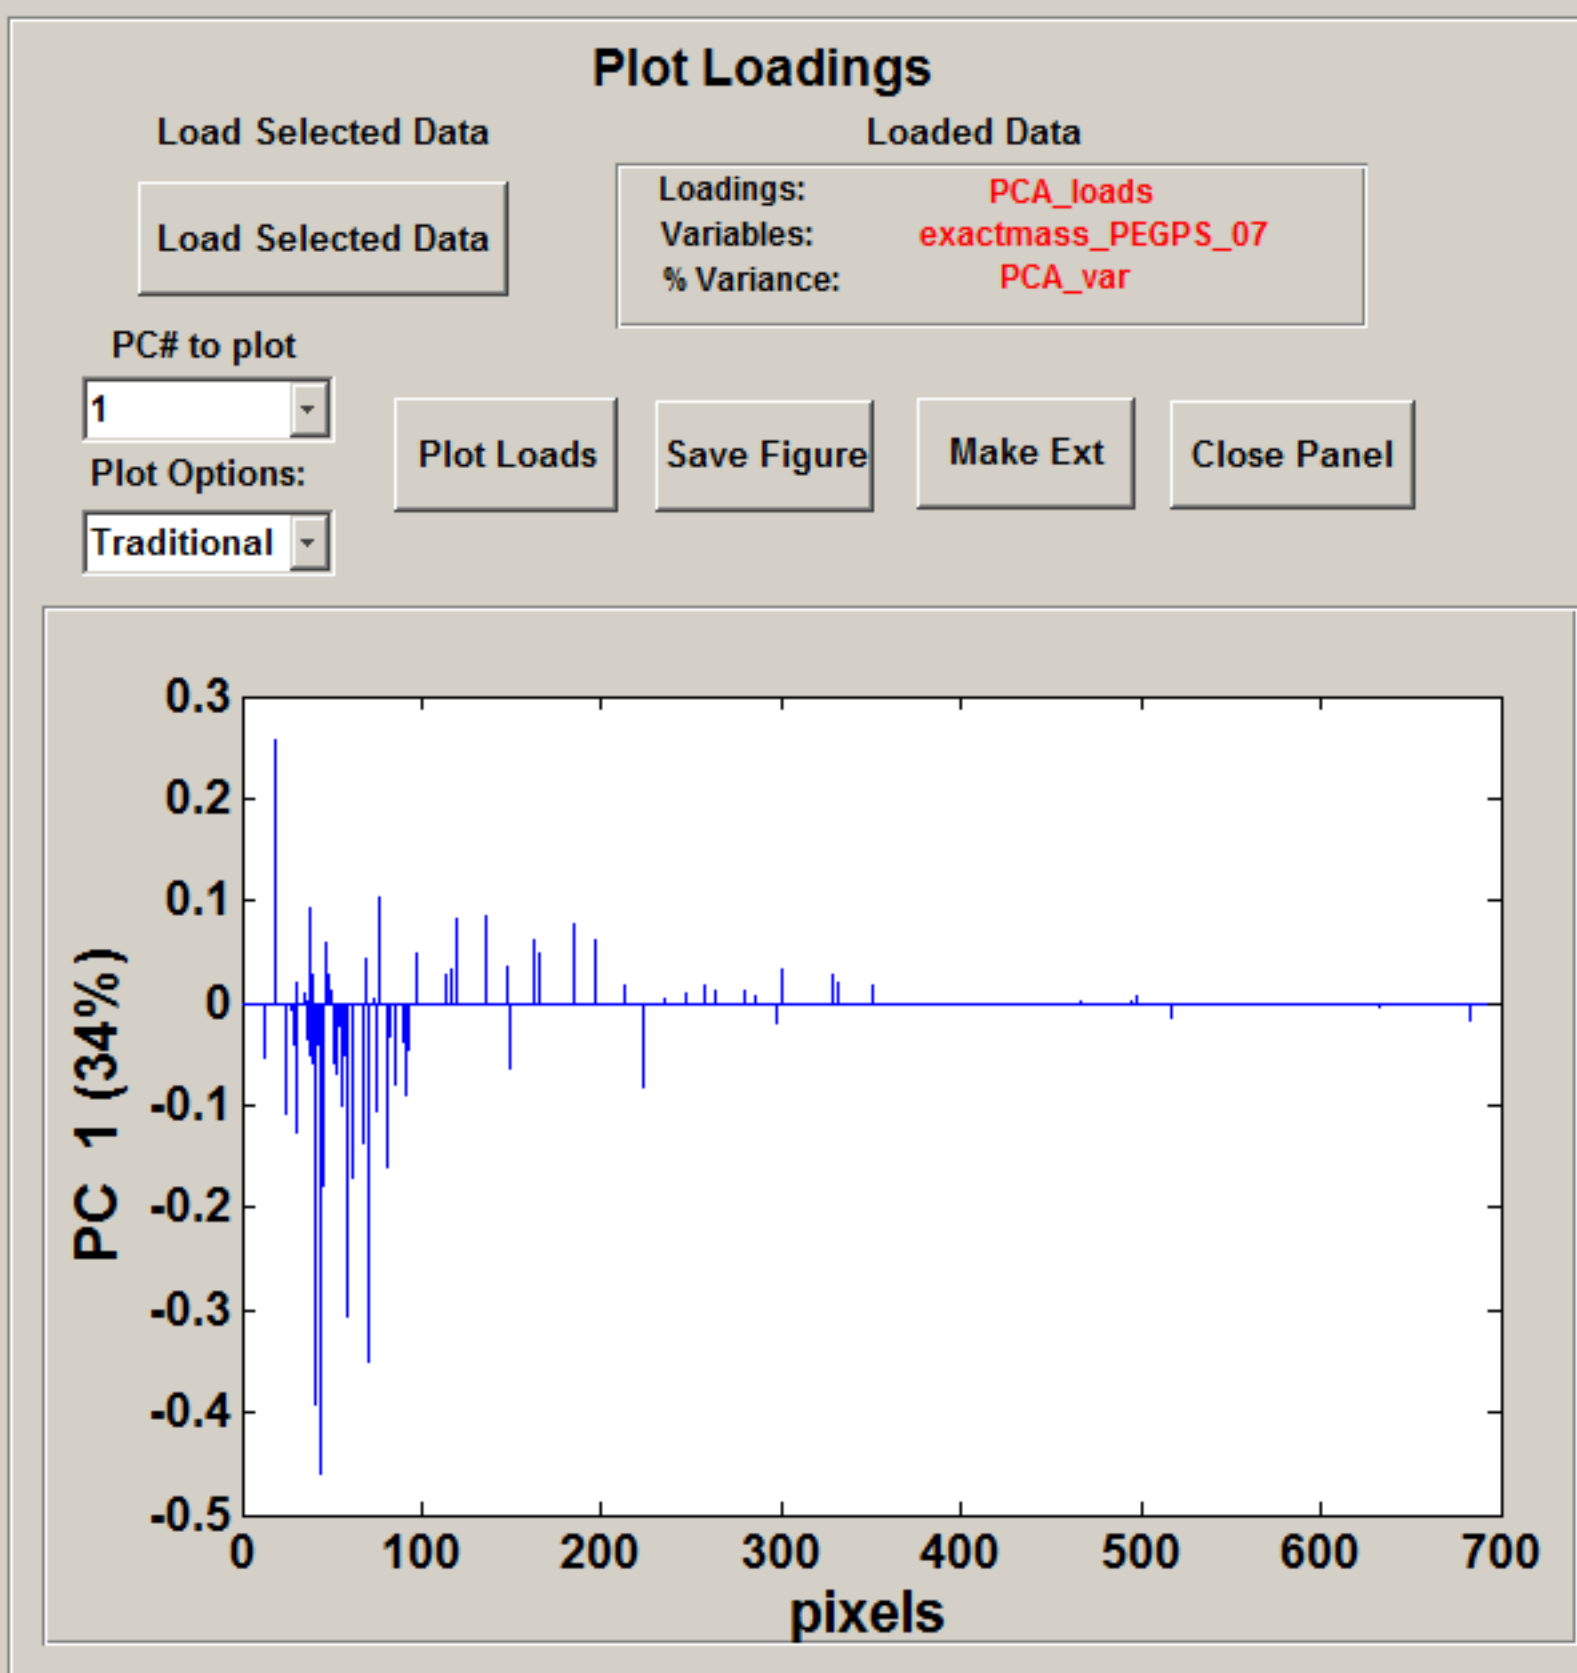 Plot Loadings
Load Selected Data
Loaded Data
Load Selected Data
Loadings: PCA_loads
Variables: exactmass_PEGPS_07
% Variance: PCA_var
PC# to plot
1
Plot Loads
Save Figure
Make Ext
Close Panel
Plot Options:
Traditional
0.3
0.2
0.1
0
-0.1
-0.2
-0.3
-0.4
-0.5
PC 1 (34%)
0 100 200 300 400 500 600 700
pixels